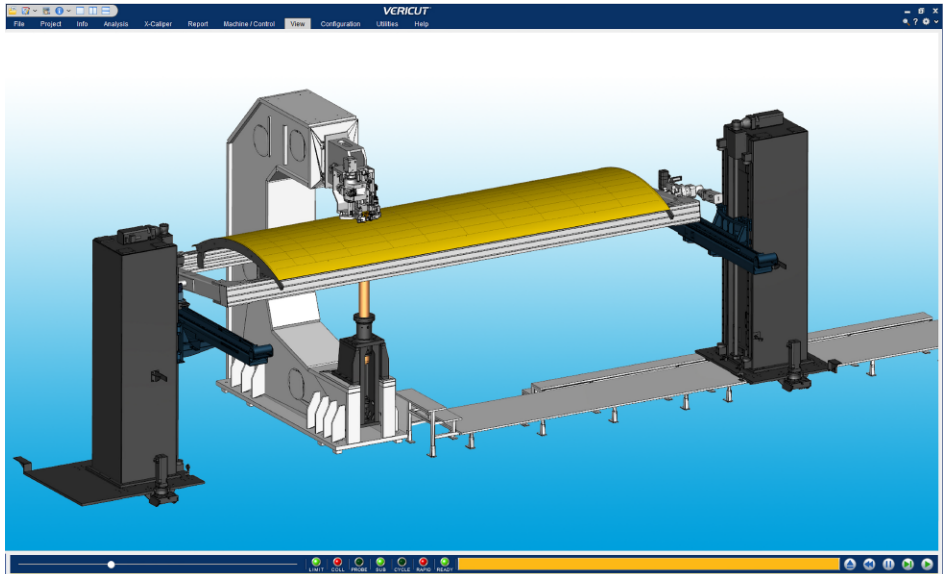 VERICUT
File Project Info Analysis X-Caliper Report Machine / Control View Configuration Utilities Help
LIMIT COLL PROBE SUB CYCLE RAPID READY